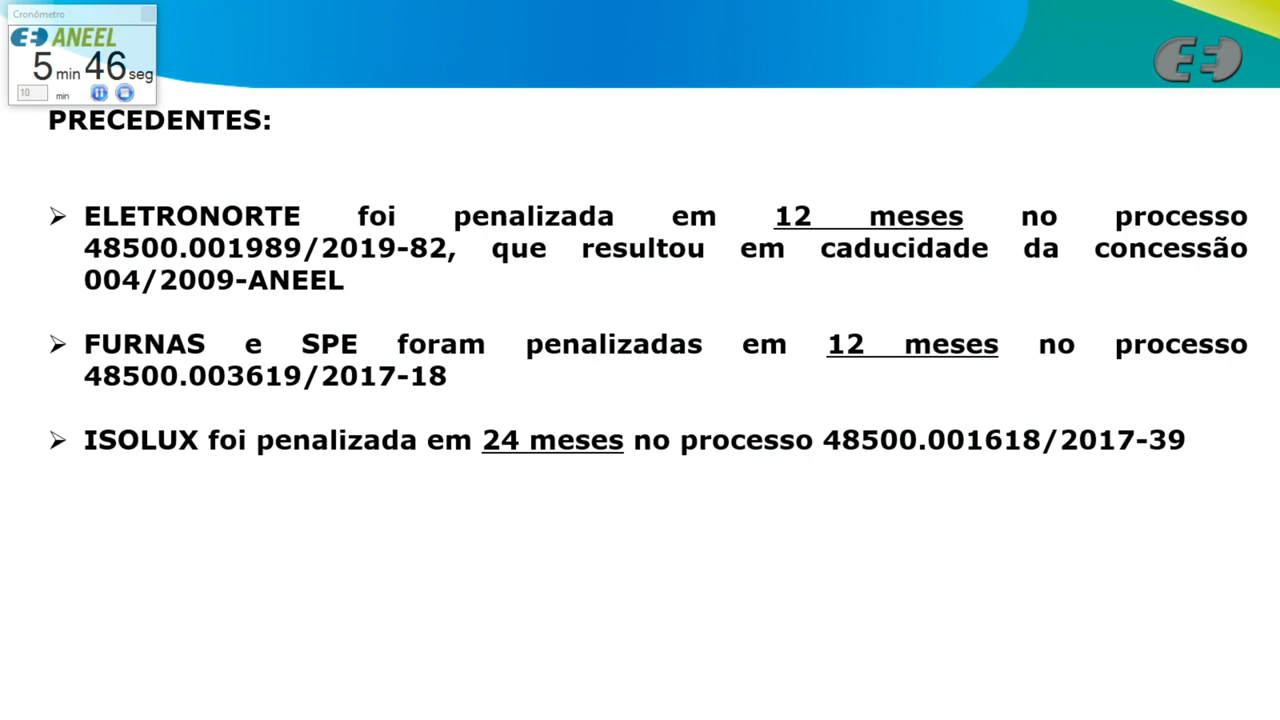 Cronômetro
ANEEL
5 min 46 seg
10 min
PRECEDENTES:
ELETRONORTE foi penalizada em 12 meses no processo
48500.001989/2019-82, que resultou em caducidade da concessão
004/2009-ANEEL
FURNAS e SPE foram penalizadas em 12 meses no processo
48500.003619/2017-18
ISOLUX foi penalizada em 24 meses no processo 48500.001618/2017-39